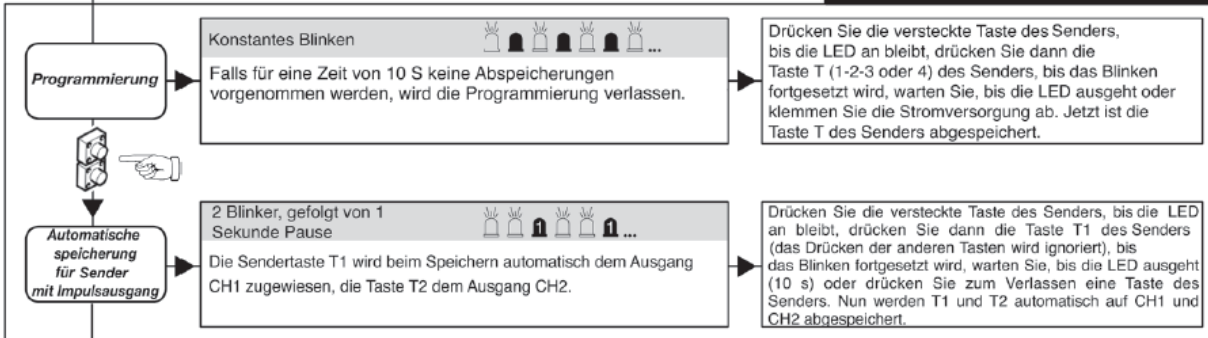 Programmierung
Konstantes Blinken
...
Falls für eine Zeit von 10 S keine Abspeicherungen
vorgenommen werden, wird die Programmierung verlassen.
Drücken Sie die versteckte Taste des Senders,
bis die LED an bleibt, drücken Sie dann die
Taste T (1-2-3 oder 4) des Senders, bis das Blinken
fortgesetzt wird, warten Sie, bis die LED ausgeht oder
klemmen Sie die Stromversorgung ab. Jetzt ist die
Taste T des Senders abgespeichert.
Automatische
speicherung
für Sender
mit Impulsausgang
2 Blinker, gefolgt von 1
Sekunde Pause
1 1 ...
Die Sendertaste T1 wird beim Speichern automatisch dem Ausgang
CH1 zugewiesen, die Taste T2 dem Ausgang CH2.
Drücken Sie die versteckte Taste des Senders, bis die LED
an bleibt, drücken Sie dann die Taste T1 des Senders
(das Drücken der anderen Tasten wird ignoriert), bis
das Blinken fortgesetzt wird, warten Sie, bis die LED ausgeht
(10 s) oder drücken Sie zum Verlassen eine Taste des
Senders. Nun werden T1 und T2 automatisch auf CH1 und
CH2 abgespeichert.